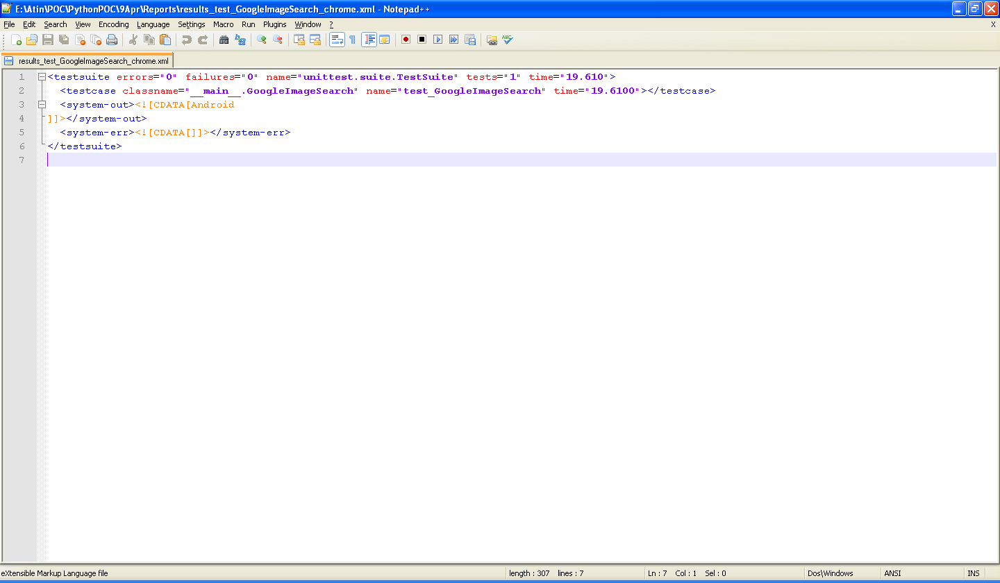 E:\Atin\POC\PythonPOC\9Apr\Reports\results_test_GoogleImageSearch_chrome.xml - Notepad++
File Edit Search View Encoding Language Settings Macro Run Plugins Window ? X
results_test_GoogleImageSearch_chrome.xml
1 <testsuite errors="0" failures="0" name="unittest.suite.TestSuite" tests="1" time="19.610">
2 <testcase classname="__main__.GoogleImageSearch" name="test_GoogleImageSearch" time="19.6100"></testcase>
3 <system-out><![CDATA[Android
4 ]]></system-out>
5 <system-err><![CDATA[]]></system-err>
6 </testsuite>
7
eXtensible Markup Language file length : 307 lines : 7 Ln : 7 Col : 1 Sel : 0 Dos\Windows ANSI INS